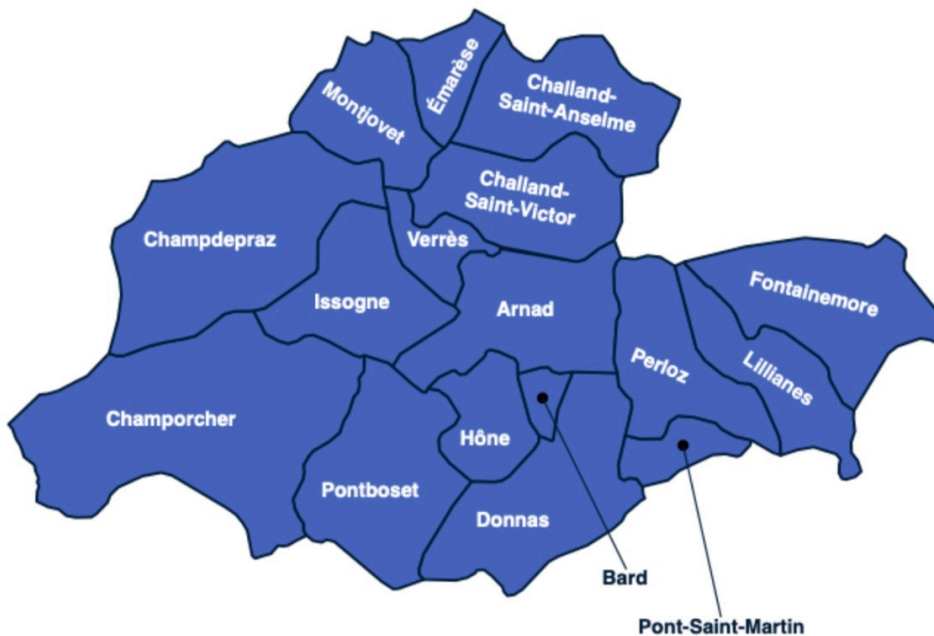 Émarèse
Montjovet
Challand-
Saint-Anselme
Challand-
Saint-Victor
Champdepraz
Verrès
Issogne
Arnad
Fontainemore
Perloz
Lillianes
Champorcher
Hône
Pontboset
Donnas
Bard
Pont-Saint-Martin